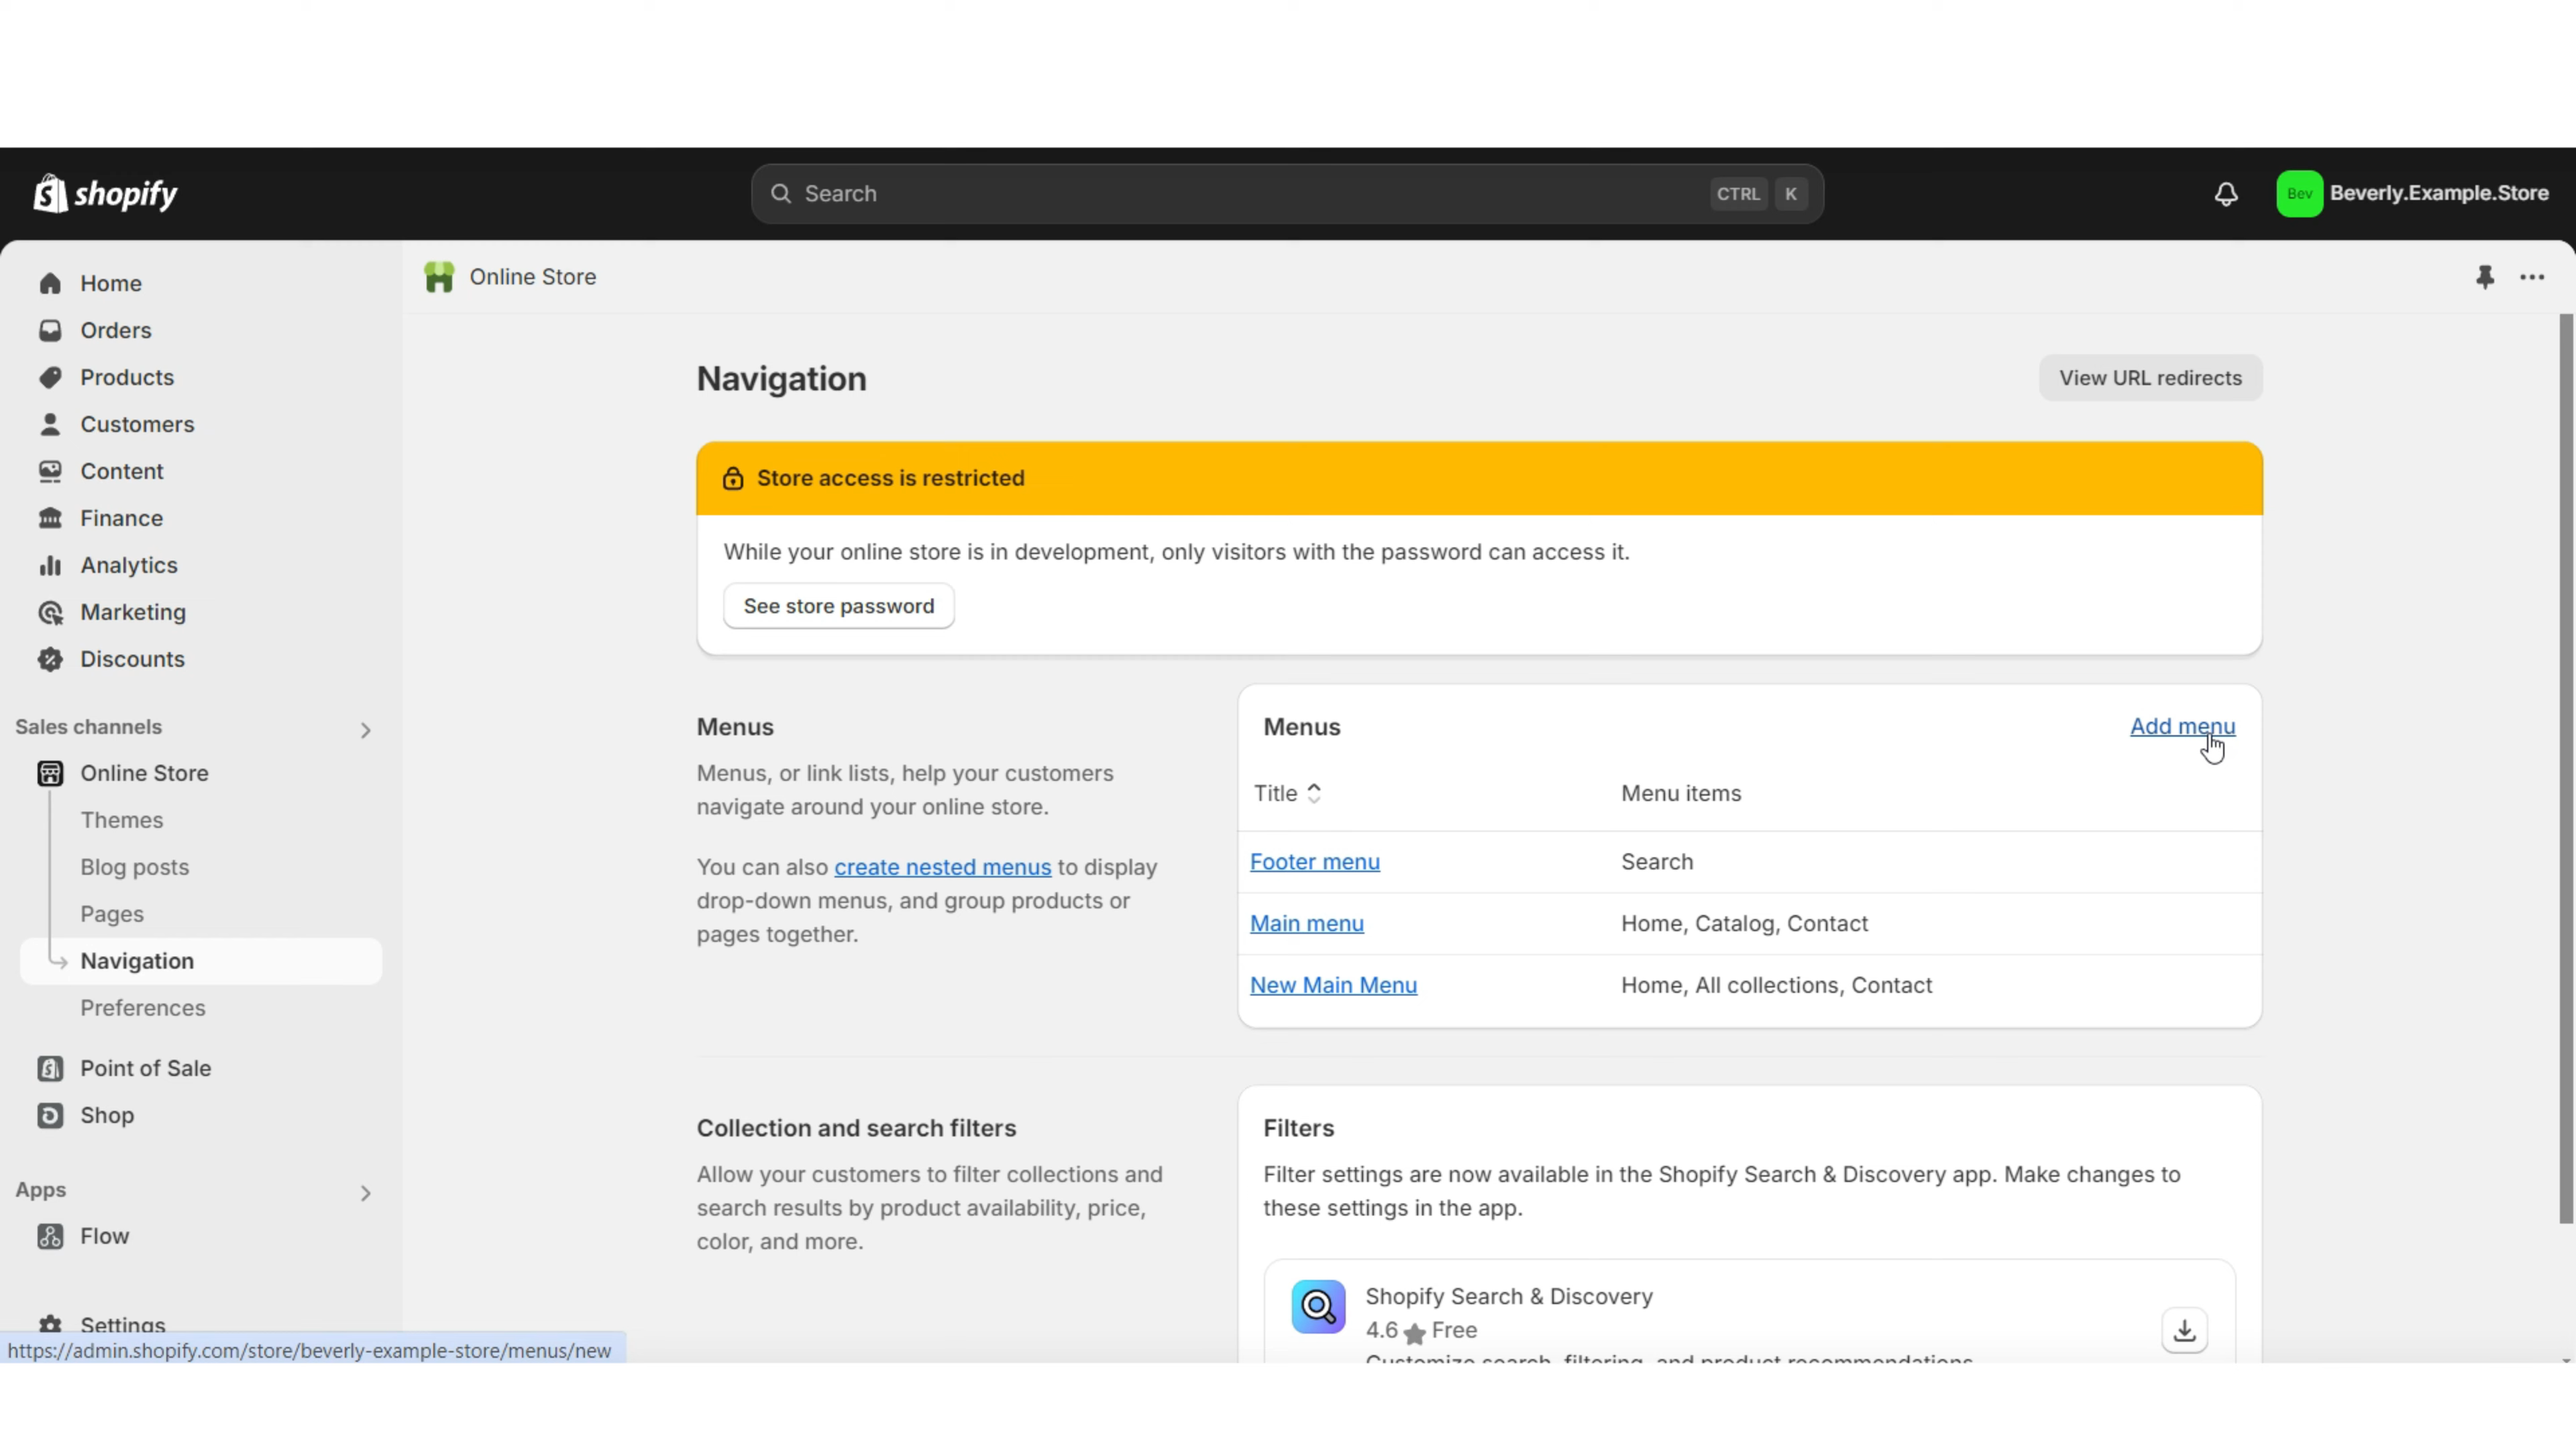 shopify
Search
CTRL K
Bev
Beverly.Example.Store
Home
Orders
Products
Customers
Content
Finance
Analytics
Marketing
Discounts
Sales channels
Online Store
Themes
Blog posts
Pages
Navigation
Preferences
Point of Sale
Shop
Apps
Flow
Settings
https://admin.shopify.com/store/beverly-example-store/menus/new
Online Store
Navigation
View URL redirects
Store access is restricted
While your online store is in development, only visitors with the password can access it.
See store password
Menus
Menus, or link lists, help your customers
navigate around your online store.
You can also create nested menus to display
drop-down menus, and group products or
pages together.
Menus
Add menu
Title
Menu items
Footer menu
Search
Main menu
Home, Catalog, Contact
New Main Menu
Home, All collections, Contact
Collection and search filters
Allow your customers to filter collections and
search results by product availability, price,
color, and more.
Filters
Filter settings are now available in the Shopify Search & Discovery app. Make changes to
these settings in the app.
Shopify Search & Discovery
4.6 ★ Free
Customize search, filtering, and product recommendations